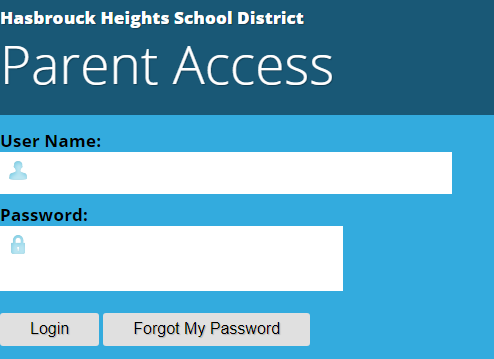 Hasbrouck Heights School District
Parent Access
User Name:
Password:
Login Forgot My Password